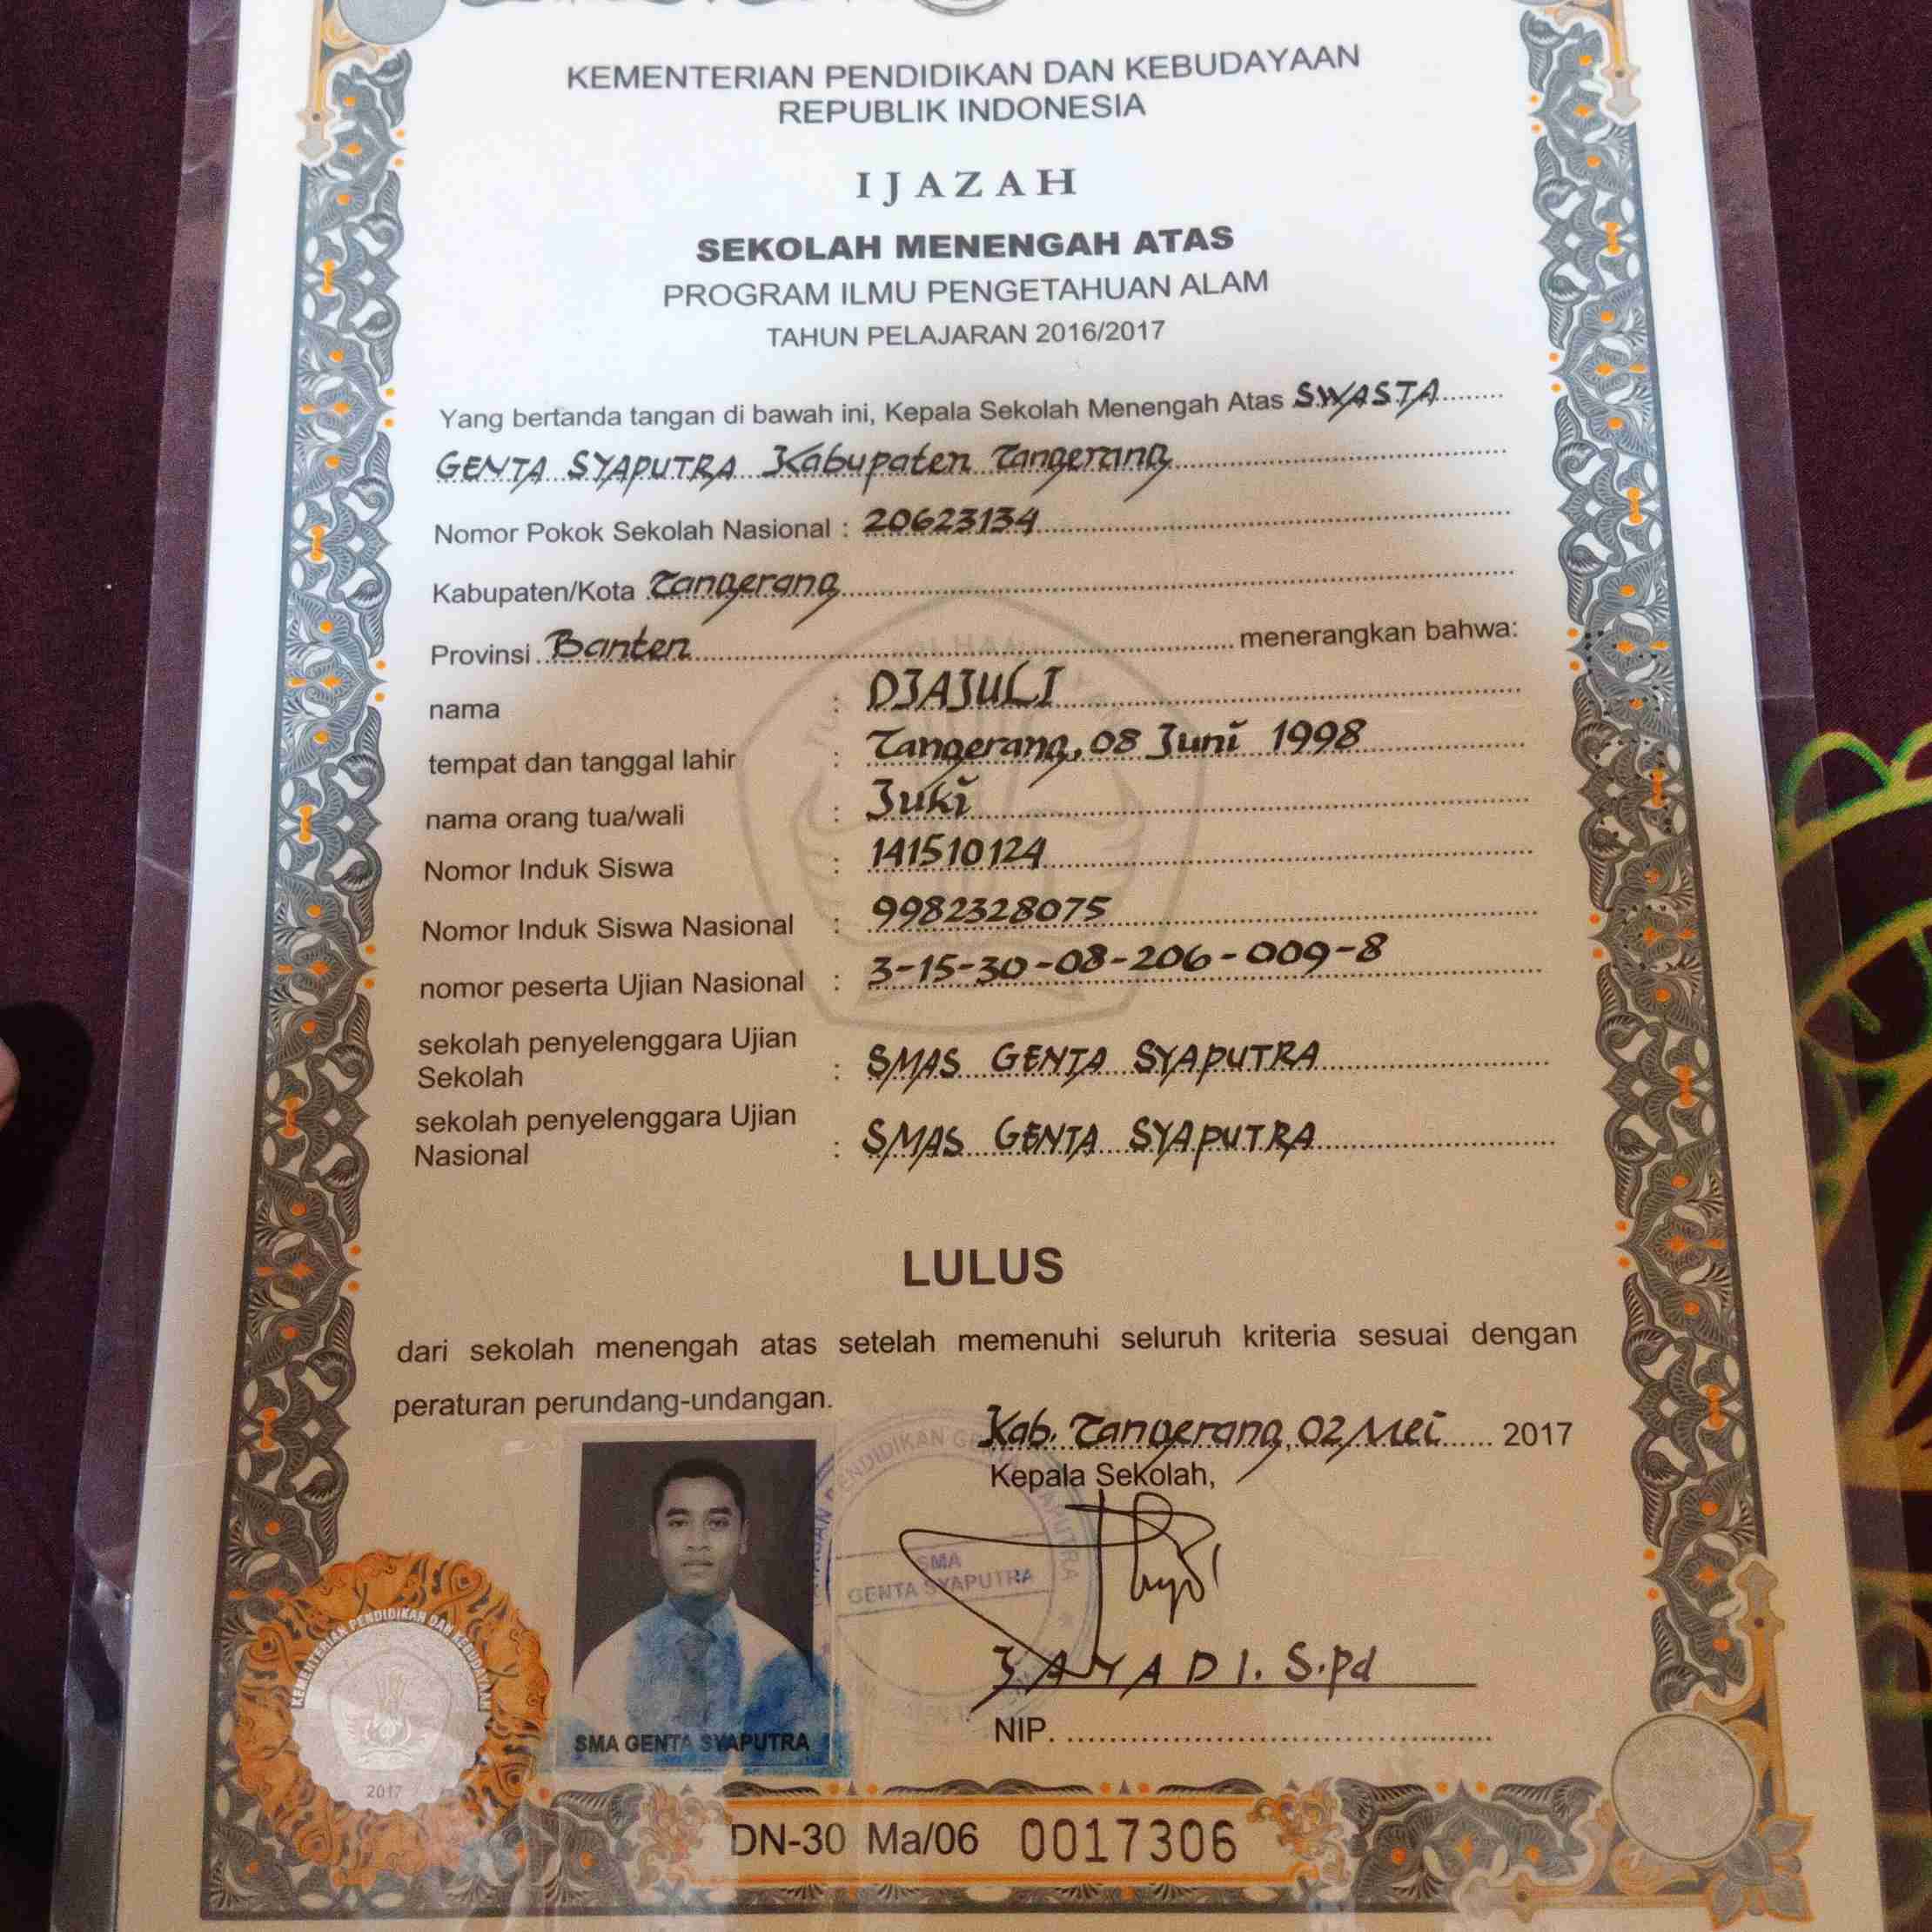 KEMENTERIAN PENDIDIKAN DAN KEBUDAYAAN
REPUBLIK INDONESIA
IJAZAH
SEKOLAH MENENGAH ATAS
PROGRAM ILMU PENGETAHUAN ALAM
TAHUN PELAJARAN 2016/2017
Yang bertanda tangan di bawah ini, Kepala Sekolah Menengah Atas SWASTA
GENTA SYAPUTRA Kabupaten Tangerang
Nomor Pokok Sekolah Nasional : 20623134
Kabupaten/Kota Tangerang
Provinsi Banten menerangkan bahwa:
nama : DJAJULI
tempat dan tanggal lahir : Tangerang, 08 Juni 1998
nama orang tua/wali : Juki
Nomor Induk Siswa : 141510124
Nomor Induk Siswa Nasional : 9982328075
nomor peserta Ujian Nasional : 3-15-30-08-206-009-8
sekolah penyelenggara Ujian
Sekolah : SMAS GENTA SYAPUTRA
sekolah penyelenggara Ujian
Nasional : SMAS GENTA SYAPUTRA
LULUS
dari sekolah menengah atas setelah memenuhi seluruh kriteria sesuai dengan
peraturan perundang-undangan.
Kab. Tangerang, 02 Mei 2017
Kepala Sekolah,
SMA
GENTA SYAPUTRA
JAYADI. S.Pd
NIP.
SMA GENTA SYAPUTRA
KEMENTERIAN PENDIDIKAN DAN KEBUDAYAAN
2017
DN-30 Ma/06 0017306